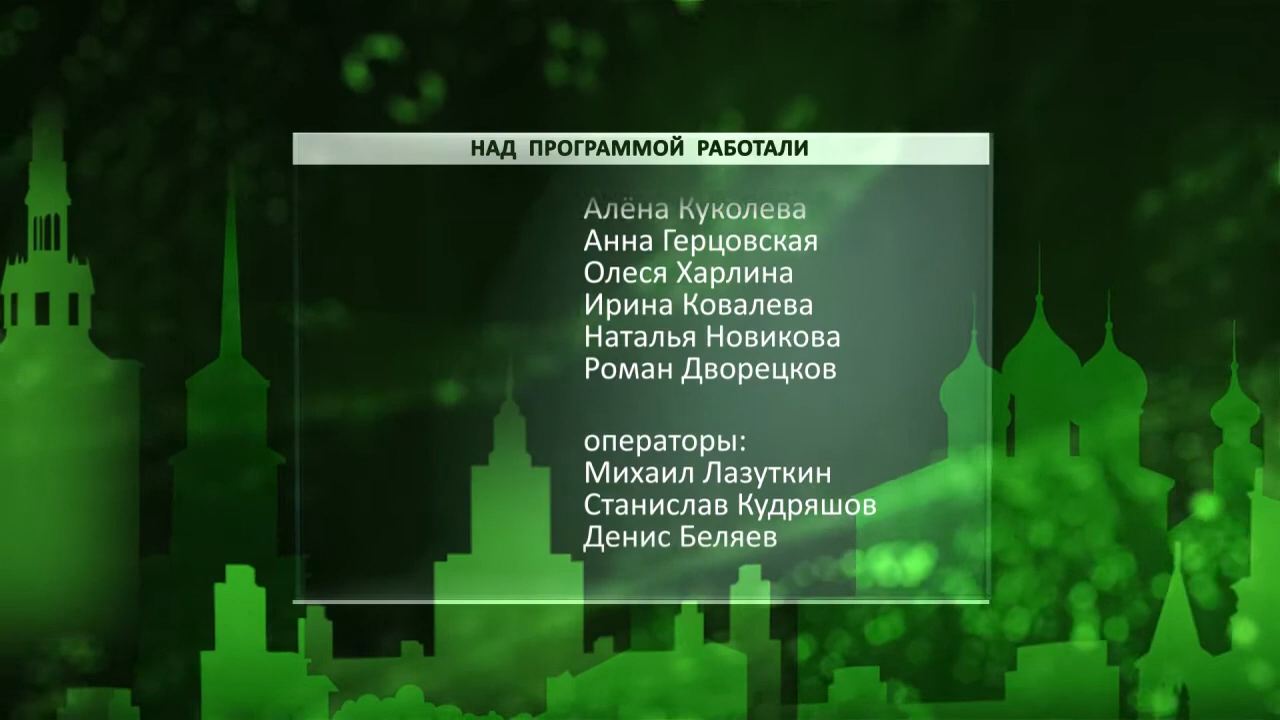 НАД ПРОГРАММОЙ РАБОТАЛИ
Алёна Куколева
Анна Герцовская
Олеся Харлина
Ирина Ковалева
Наталья Новикова
Роман Дворецков
операторы:
Михаил Лазуткин
Станислав Кудряшов
Денис Беляев